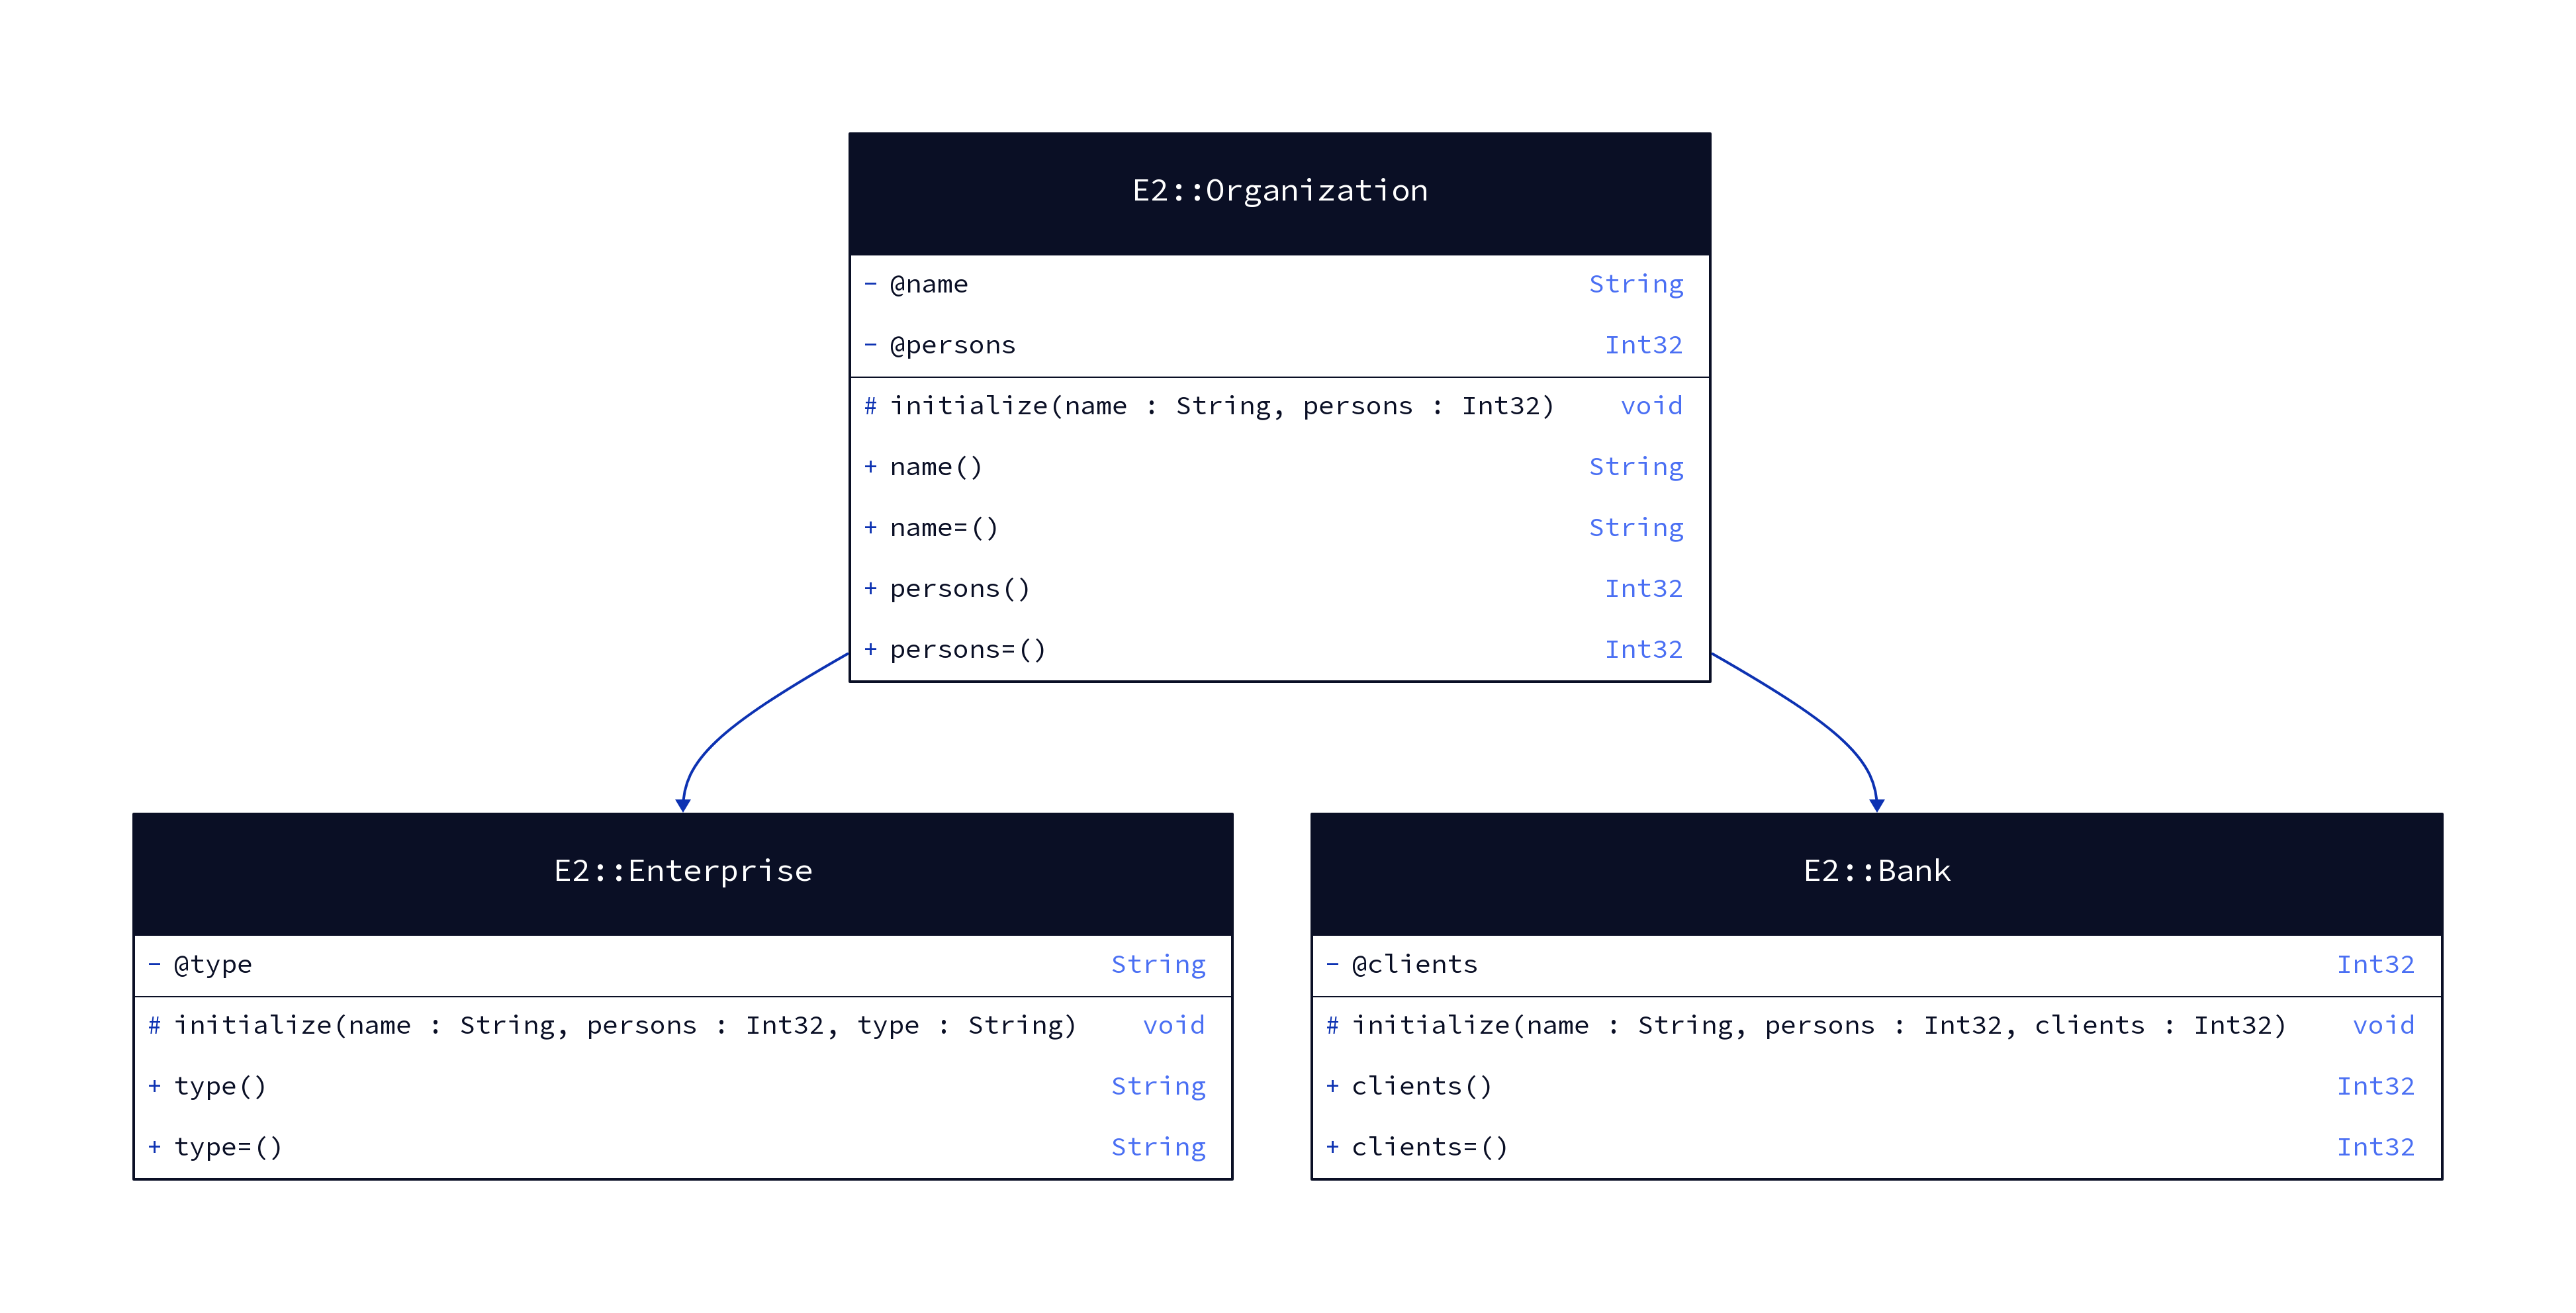 E2::Organization
- @name String
- @persons Int32
# initialize(name : String, persons : Int32) void
+ name() String
+ name=() String
+ persons() Int32
+ persons=() Int32
E2::Enterprise
- @type String
# initialize(name : String, persons : Int32, type : String) void
+ type() String
+ type=() String
E2::Bank
- @clients Int32
# initialize(name : String, persons : Int32, clients : Int32) void
+ clients() Int32
+ clients=() Int32